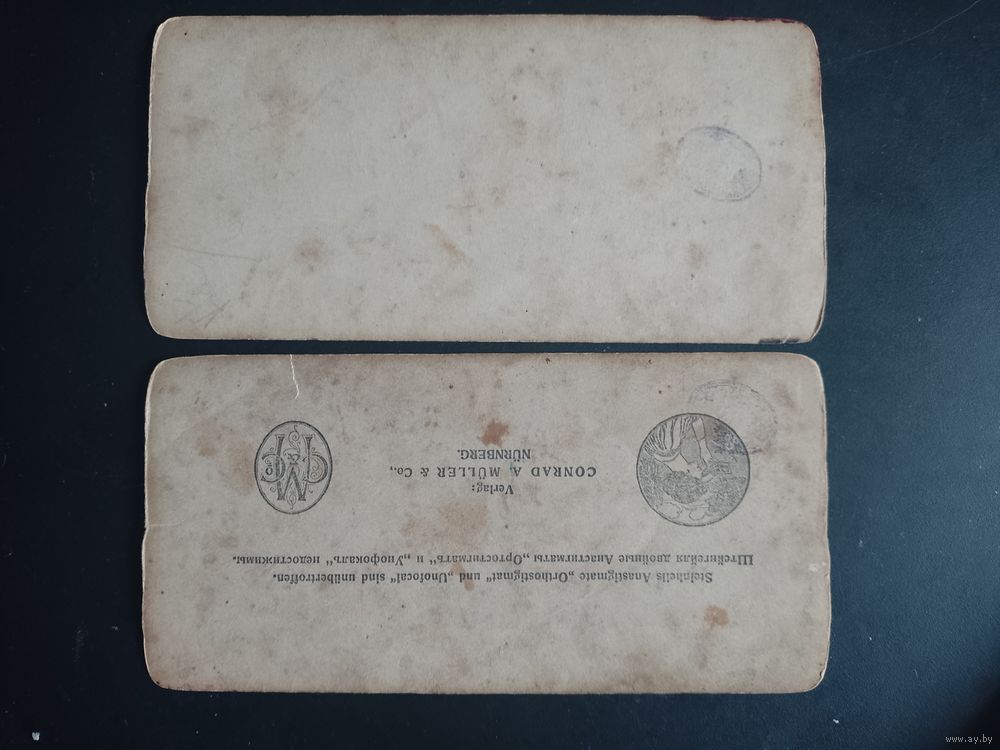 Steinheils Anastigmate „Orthostigmat“ und „Unofocal“ sind unübertroffen.
Штейнгейля двойные Анастигматы „Ортостигматъ“ и „Унофокалъ“ недостижимы.
Verlag:
CONRAD A. MÜLLER & Co.,
NÜRNBERG.
www.ay.by